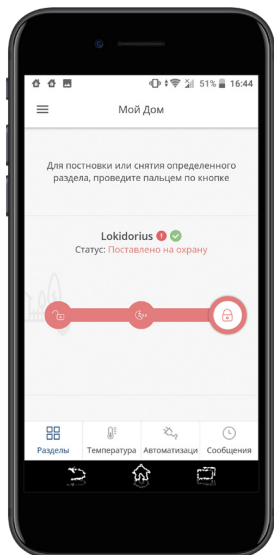 51% 16:44
Мой Дом
Для постновки или снятия определенного
раздела, проведите пальцем по кнопке
Lokidorius
Статус: Поставлено на охрану
Разделы Температура Автоматизаци Сообщения